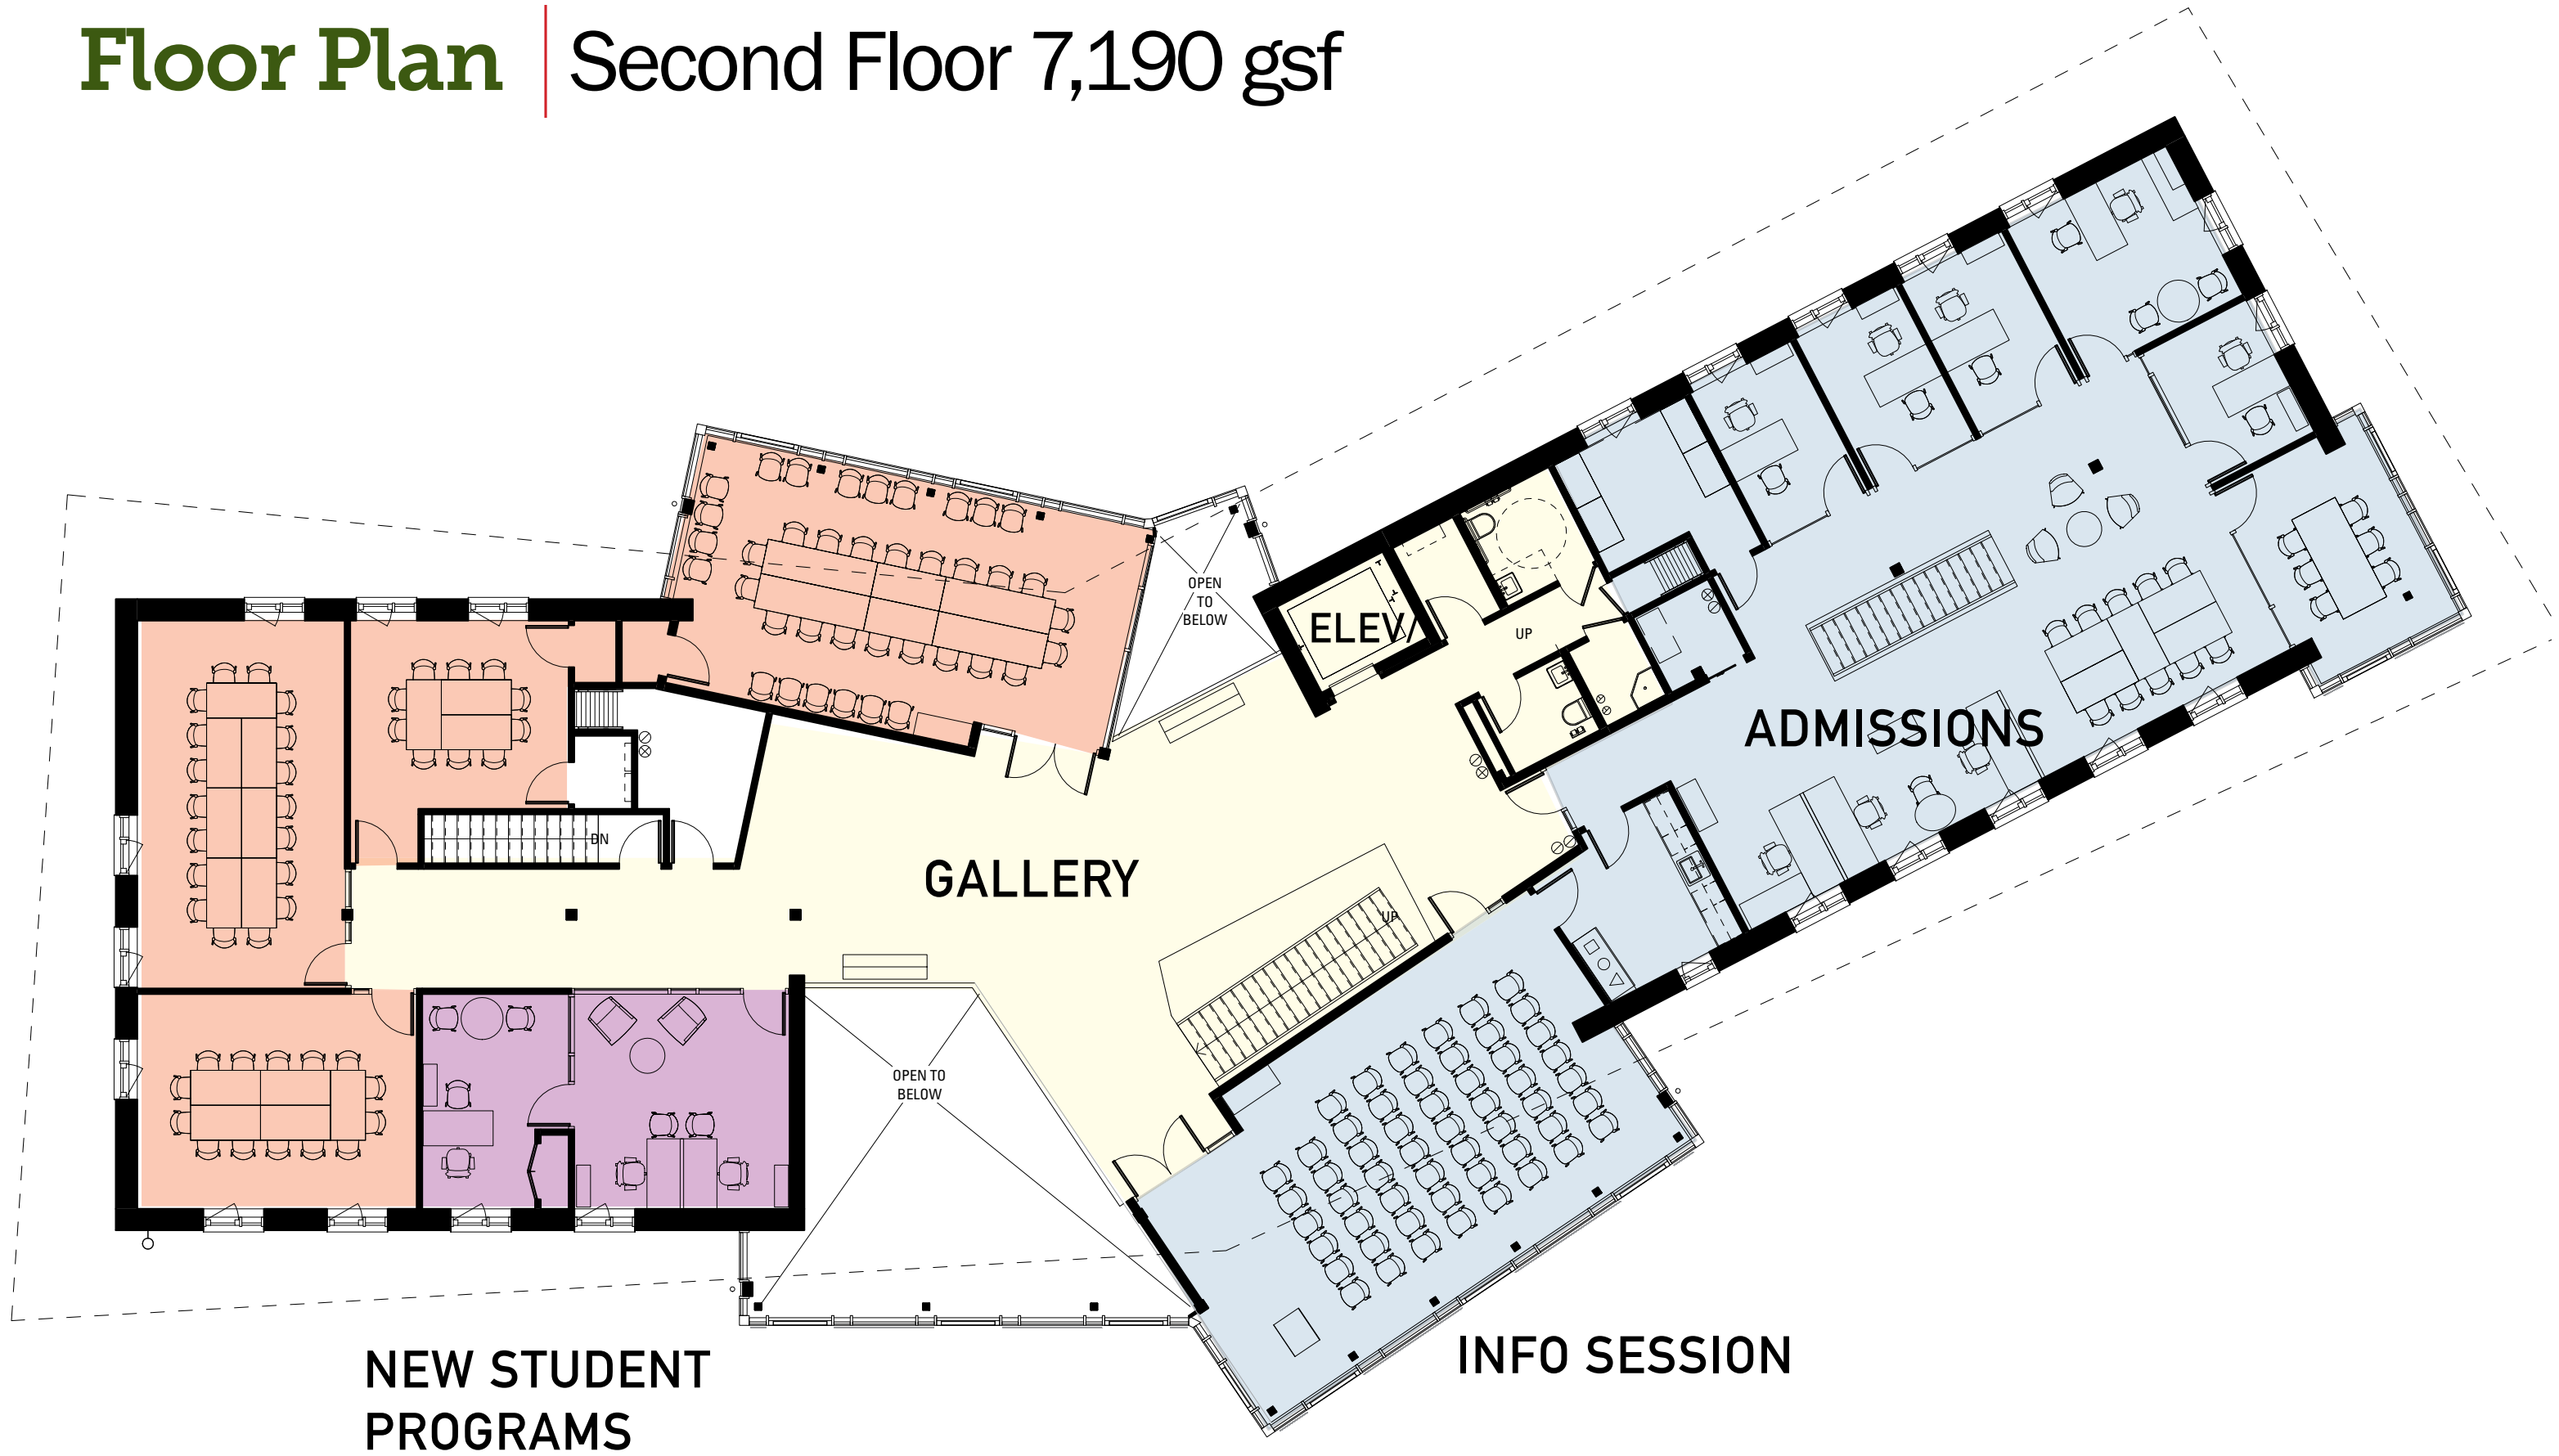 Floor Plan
Second Floor 7,190 gsf
OPEN
TO
BELOW
ELEV
UP
ADMISSIONS
DN
GALLERY
UP
OPEN TO
BELOW
INFO SESSION
NEW STUDENT
PROGRAMS